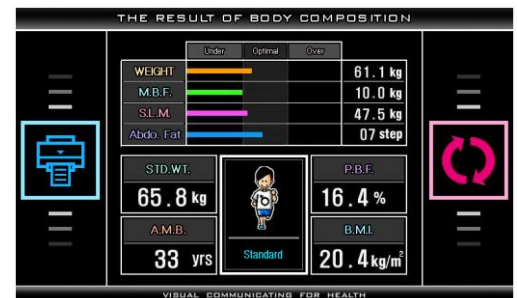 THE RESULT OF BODY COMPOSITION
Under Optimal Over
WEIGHT 61.1 kg
M.B.F. 10.0 kg
S.L.M. 47.5 kg
Abdo. Fat 07 step
STD.WT. 65.8 kg
P.B.F. 16.4 %
A.M.B. 33 yrs
Standard
B.M.I. 20.4 kg/m²
VISUAL COMMUNICATING FOR HEALTH